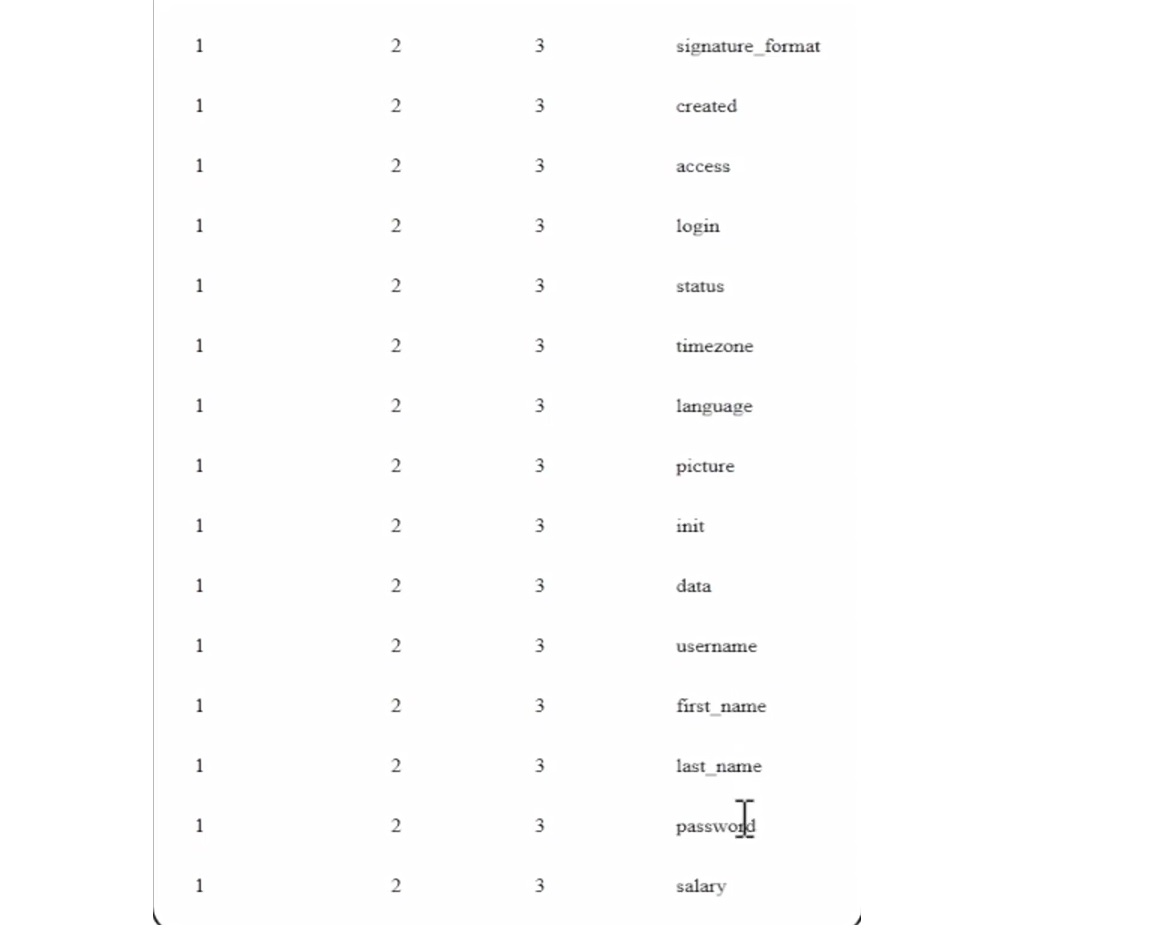 1 2 3 signature_format
1 2 3 created
1 2 3 access
1 2 3 login
1 2 3 status
1 2 3 timezone
1 2 3 language
1 2 3 picture
1 2 3 init
1 2 3 data
1 2 3 username
1 2 3 first_name
1 2 3 last_name
1 2 3 password
1 2 3 salary